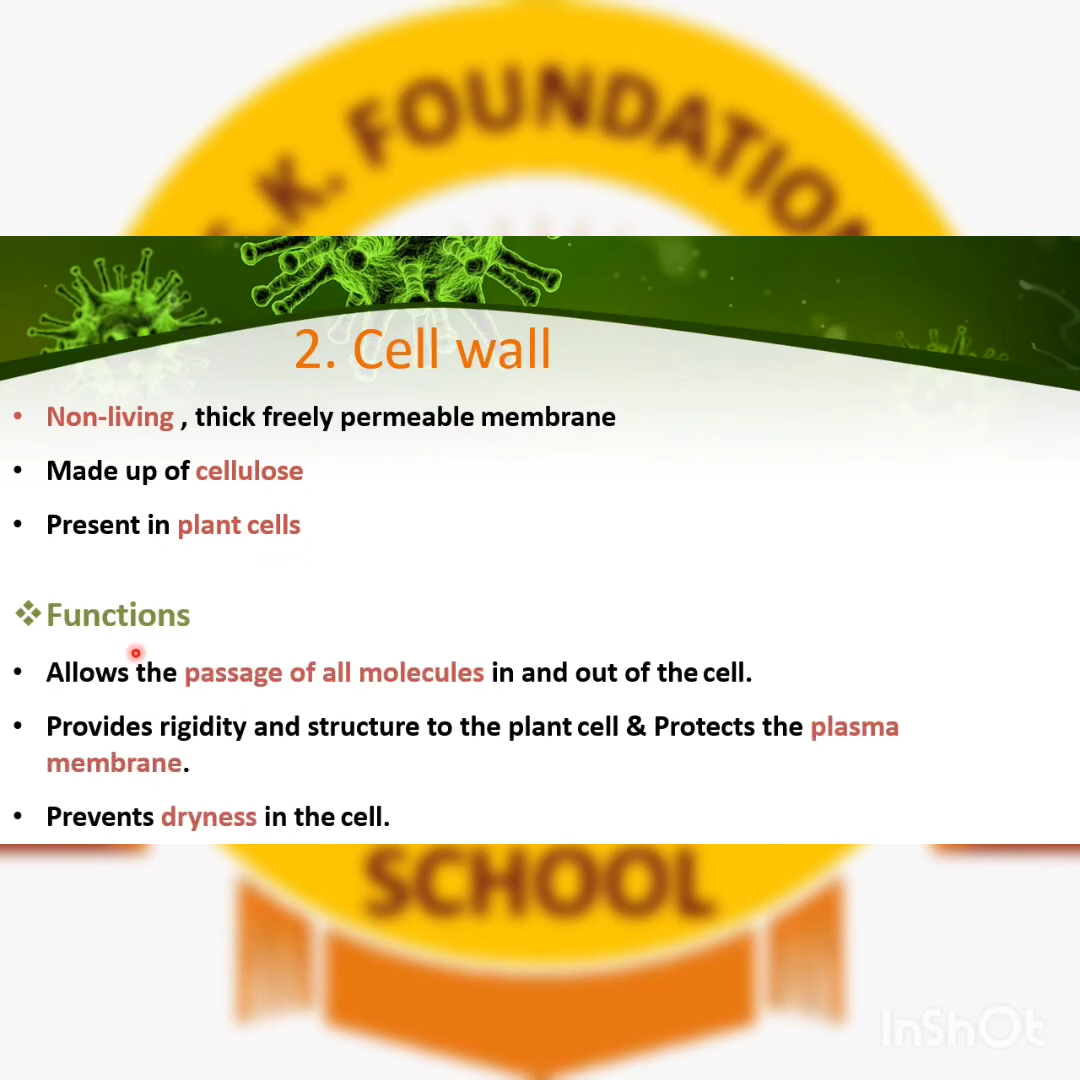 .K. FOUNDATION
2. Cell wall
• Non-living , thick freely permeable membrane
• Made up of cellulose
• Present in plant cells
❖Functions
• Allows the passage of all molecules in and out of the cell.
• Provides rigidity and structure to the plant cell & Protects the plasma
membrane.
• Prevents dryness in the cell.
SCHOOL
InShOt